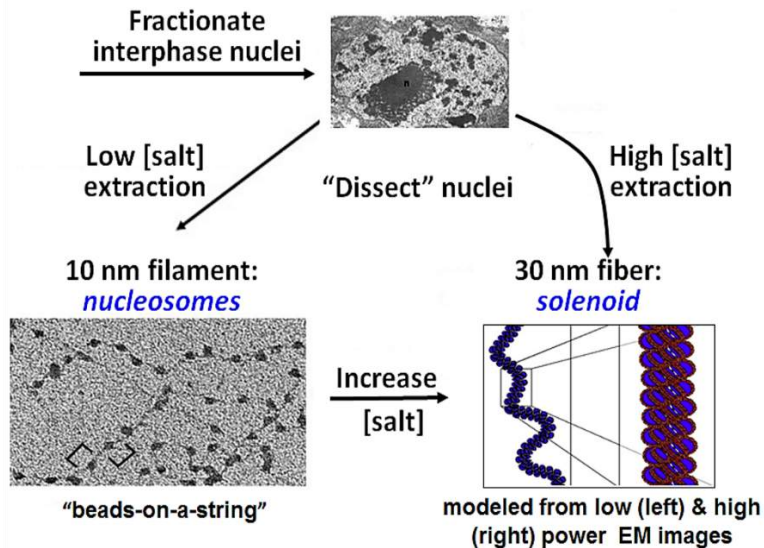 Fractionate
interphase nuclei
n
Low [salt]
extraction
“Dissect” nuclei
High [salt]
extraction
10 nm filament:
nucleosomes
30 nm fiber:
solenoid
Increase
[salt]
“beads-on-a-string”
modeled from low (left) & high
(right) power EM images